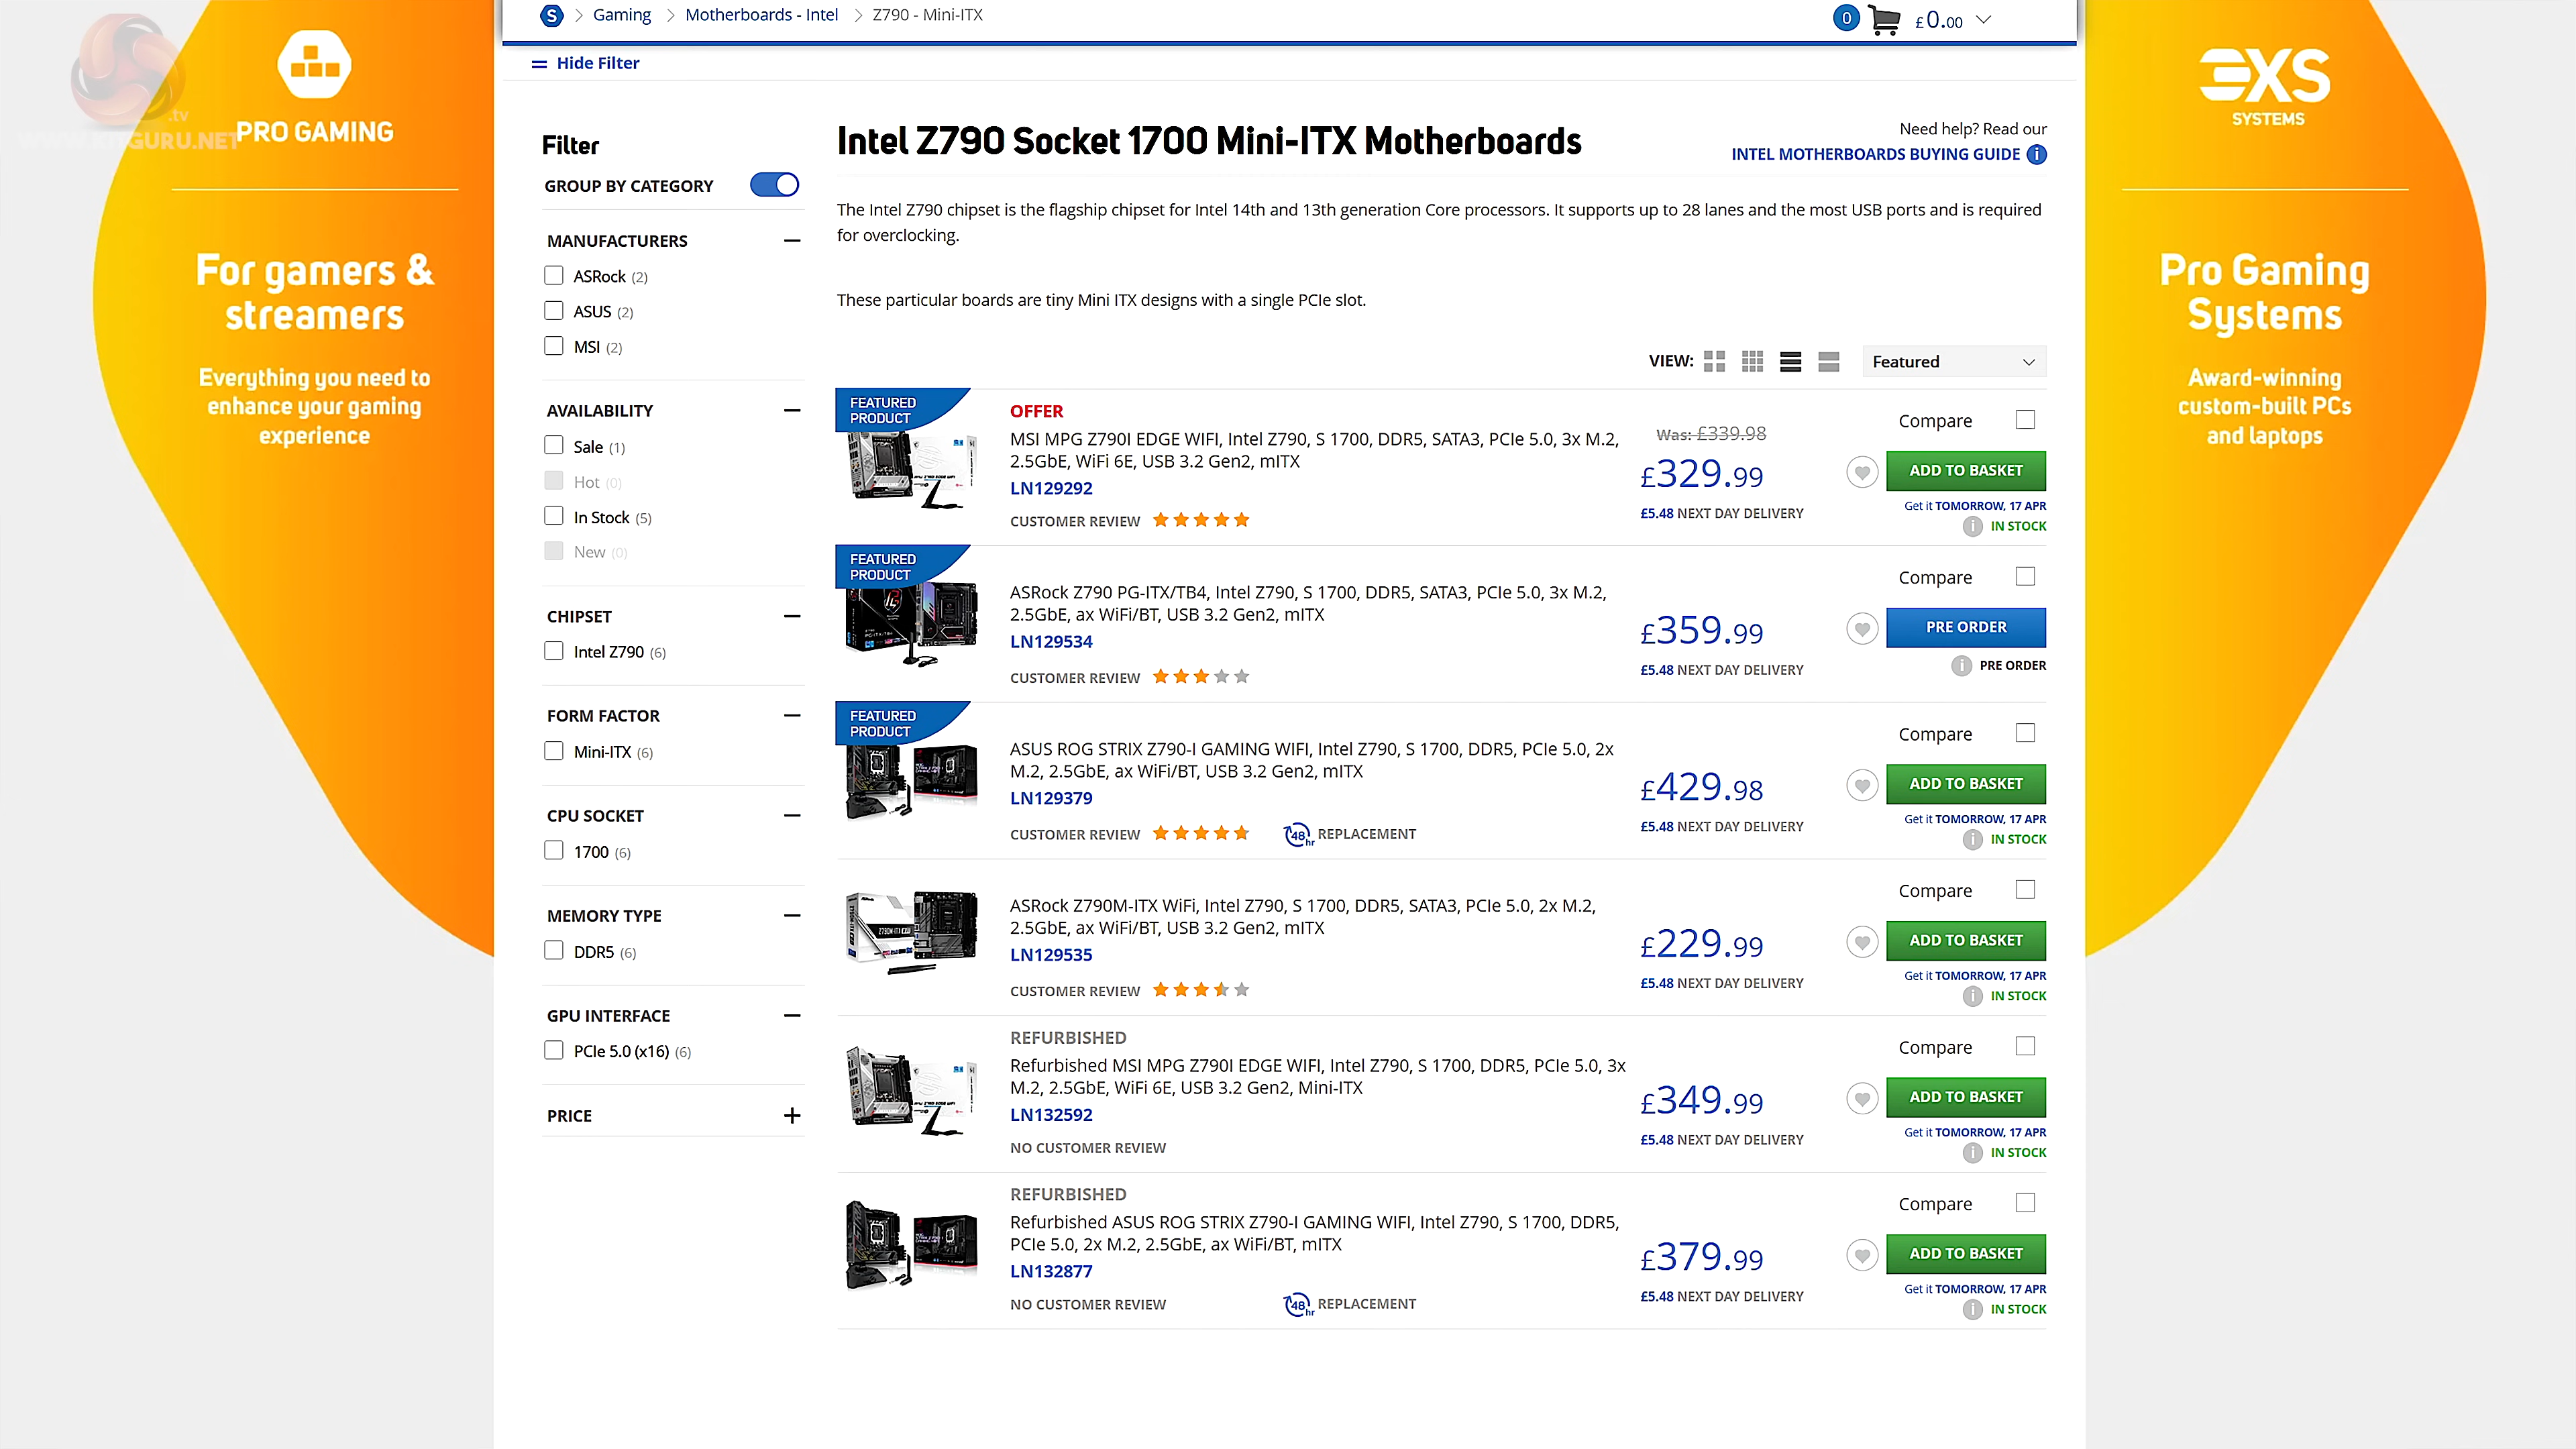 S > Gaming > Motherboards - Intel > Z790 - Mini-ITX
0 £0.00
Hide Filter
.tv
WWW.KITGURU.NET
PRO GAMING
For gamers &
streamers
Everything you need to
enhance your gaming
experience
Filter
GROUP BY CATEGORY
MANUFACTURERS
ASRock (2)
ASUS (2)
MSI (2)
AVAILABILITY
Sale (1)
Hot (0)
In Stock (5)
New (0)
CHIPSET
Intel Z790 (6)
FORM FACTOR
Mini-ITX (6)
CPU SOCKET
1700 (6)
MEMORY TYPE
DDR5 (6)
GPU INTERFACE
PCIe 5.0 (x16) (6)
PRICE
Intel Z790 Socket 1700 Mini-ITX Motherboards
Need help? Read our
INTEL MOTHERBOARDS BUYING GUIDE i
The Intel Z790 chipset is the flagship chipset for Intel 14th and 13th generation Core processors. It supports up to 28 lanes and the most USB ports and is required
for overclocking.
These particular boards are tiny Mini ITX designs with a single PCIe slot.
VIEW: Featured
FEATURED
PRODUCT
OFFER
MSI MPG Z790I EDGE WIFI, Intel Z790, S 1700, DDR5, SATA3, PCIe 5.0, 3x M.2,
2.5GbE, WiFi 6E, USB 3.2 Gen2, mITX
LN129292
CUSTOMER REVIEW
Was: £339.98
£329.99
£5.48 NEXT DAY DELIVERY
Compare
ADD TO BASKET
Get it TOMORROW, 17 APR
i IN STOCK
FEATURED
PRODUCT
ASRock Z790 PG-ITX/TB4, Intel Z790, S 1700, DDR5, SATA3, PCIe 5.0, 3x M.2,
2.5GbE, ax WiFi/BT, USB 3.2 Gen2, mITX
LN129534
CUSTOMER REVIEW
£359.99
£5.48 NEXT DAY DELIVERY
Compare
PRE ORDER
i PRE ORDER
FEATURED
PRODUCT
ASUS ROG STRIX Z790-I GAMING WIFI, Intel Z790, S 1700, DDR5, PCIe 5.0, 2x
M.2, 2.5GbE, ax WiFi/BT, USB 3.2 Gen2, mITX
LN129379
CUSTOMER REVIEW 48hr REPLACEMENT
£429.98
£5.48 NEXT DAY DELIVERY
Compare
ADD TO BASKET
Get it TOMORROW, 17 APR
i IN STOCK
ASRock Z790M-ITX WiFi, Intel Z790, S 1700, DDR5, SATA3, PCIe 5.0, 2x M.2,
2.5GbE, ax WiFi/BT, USB 3.2 Gen2, mITX
LN129535
CUSTOMER REVIEW
£229.99
£5.48 NEXT DAY DELIVERY
Compare
ADD TO BASKET
Get it TOMORROW, 17 APR
i IN STOCK
REFURBISHED
Refurbished MSI MPG Z790I EDGE WIFI, Intel Z790, S 1700, DDR5, PCIe 5.0, 3x
M.2, 2.5GbE, WiFi 6E, USB 3.2 Gen2, Mini-ITX
LN132592
NO CUSTOMER REVIEW
£349.99
£5.48 NEXT DAY DELIVERY
Compare
ADD TO BASKET
Get it TOMORROW, 17 APR
i IN STOCK
REFURBISHED
Refurbished ASUS ROG STRIX Z790-I GAMING WIFI, Intel Z790, S 1700, DDR5,
PCIe 5.0, 2x M.2, 2.5GbE, ax WiFi/BT, mITX
LN132877
NO CUSTOMER REVIEW 48hr REPLACEMENT
£379.99
£5.48 NEXT DAY DELIVERY
Compare
ADD TO BASKET
Get it TOMORROW, 17 APR
i IN STOCK
3XS
SYSTEMS
Pro Gaming
Systems
Award-winning
custom-built PCs
and laptops